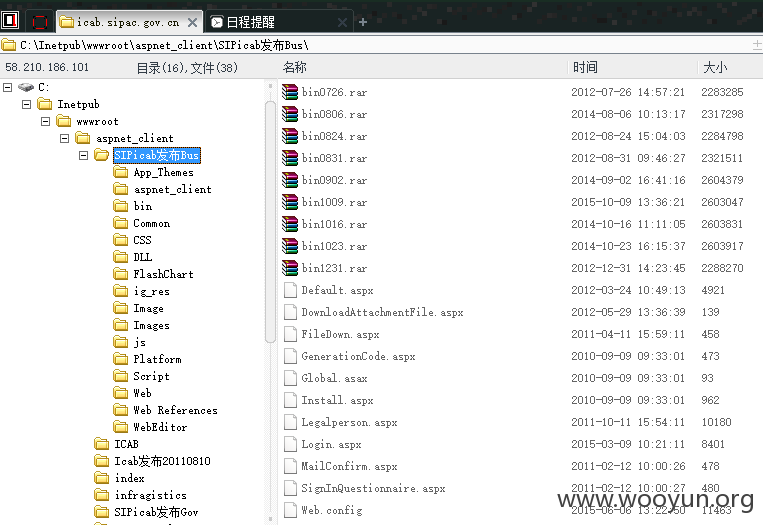 icab.sipac.gov.cn 日程提醒
C:\Inetpub\wwwroot\aspnet_client\SIPicab发布Bus\
58.210.186.101 目录(16),文件(38) 名称 时间 大小
C:
Inetpub
wwwroot
aspnet_client
SIPicab发布Bus
App_Themes
aspnet_client
bin
Common
CSS
DLL
FlashChart
ig_res
Image
Images
js
Platform
Script
Web
Web References
WebEditor
ICAB
Icab发布20110810
index
infragistics
SIPicab发布Gov
bin0726.rar 2012-07-26 14:57:21 2283285
bin0806.rar 2014-08-06 10:13:17 2317298
bin0824.rar 2012-08-24 15:04:03 2284798
bin0831.rar 2012-08-31 09:46:27 2321511
bin0902.rar 2014-09-02 16:41:16 2604379
bin1009.rar 2015-10-09 13:36:21 2603047
bin1016.rar 2014-10-16 11:11:05 2603831
bin1023.rar 2014-10-23 16:15:37 2603917
bin1231.rar 2012-12-31 14:23:45 2288270
Default.aspx 2012-03-24 10:49:13 4921
DownloadAttachmentFile.aspx 2012-05-29 13:36:39 139
FileDown.aspx 2011-04-11 15:59:11 458
GenerationCode.aspx 2010-09-09 09:33:01 473
Global.asax 2010-09-09 09:33:01 93
Install.aspx 2010-09-09 09:33:01 962
Legalperson.aspx 2011-10-11 15:54:11 10180
Login.aspx 2015-03-09 10:21:11 8401
MailConfirm.aspx 2011-02-12 10:00:26 478
SignInQuestionnaire.aspx 2011-02-12 10:00:27 480
Web.config 2015-06-06 13:22:50 11463
www.wooyun.org